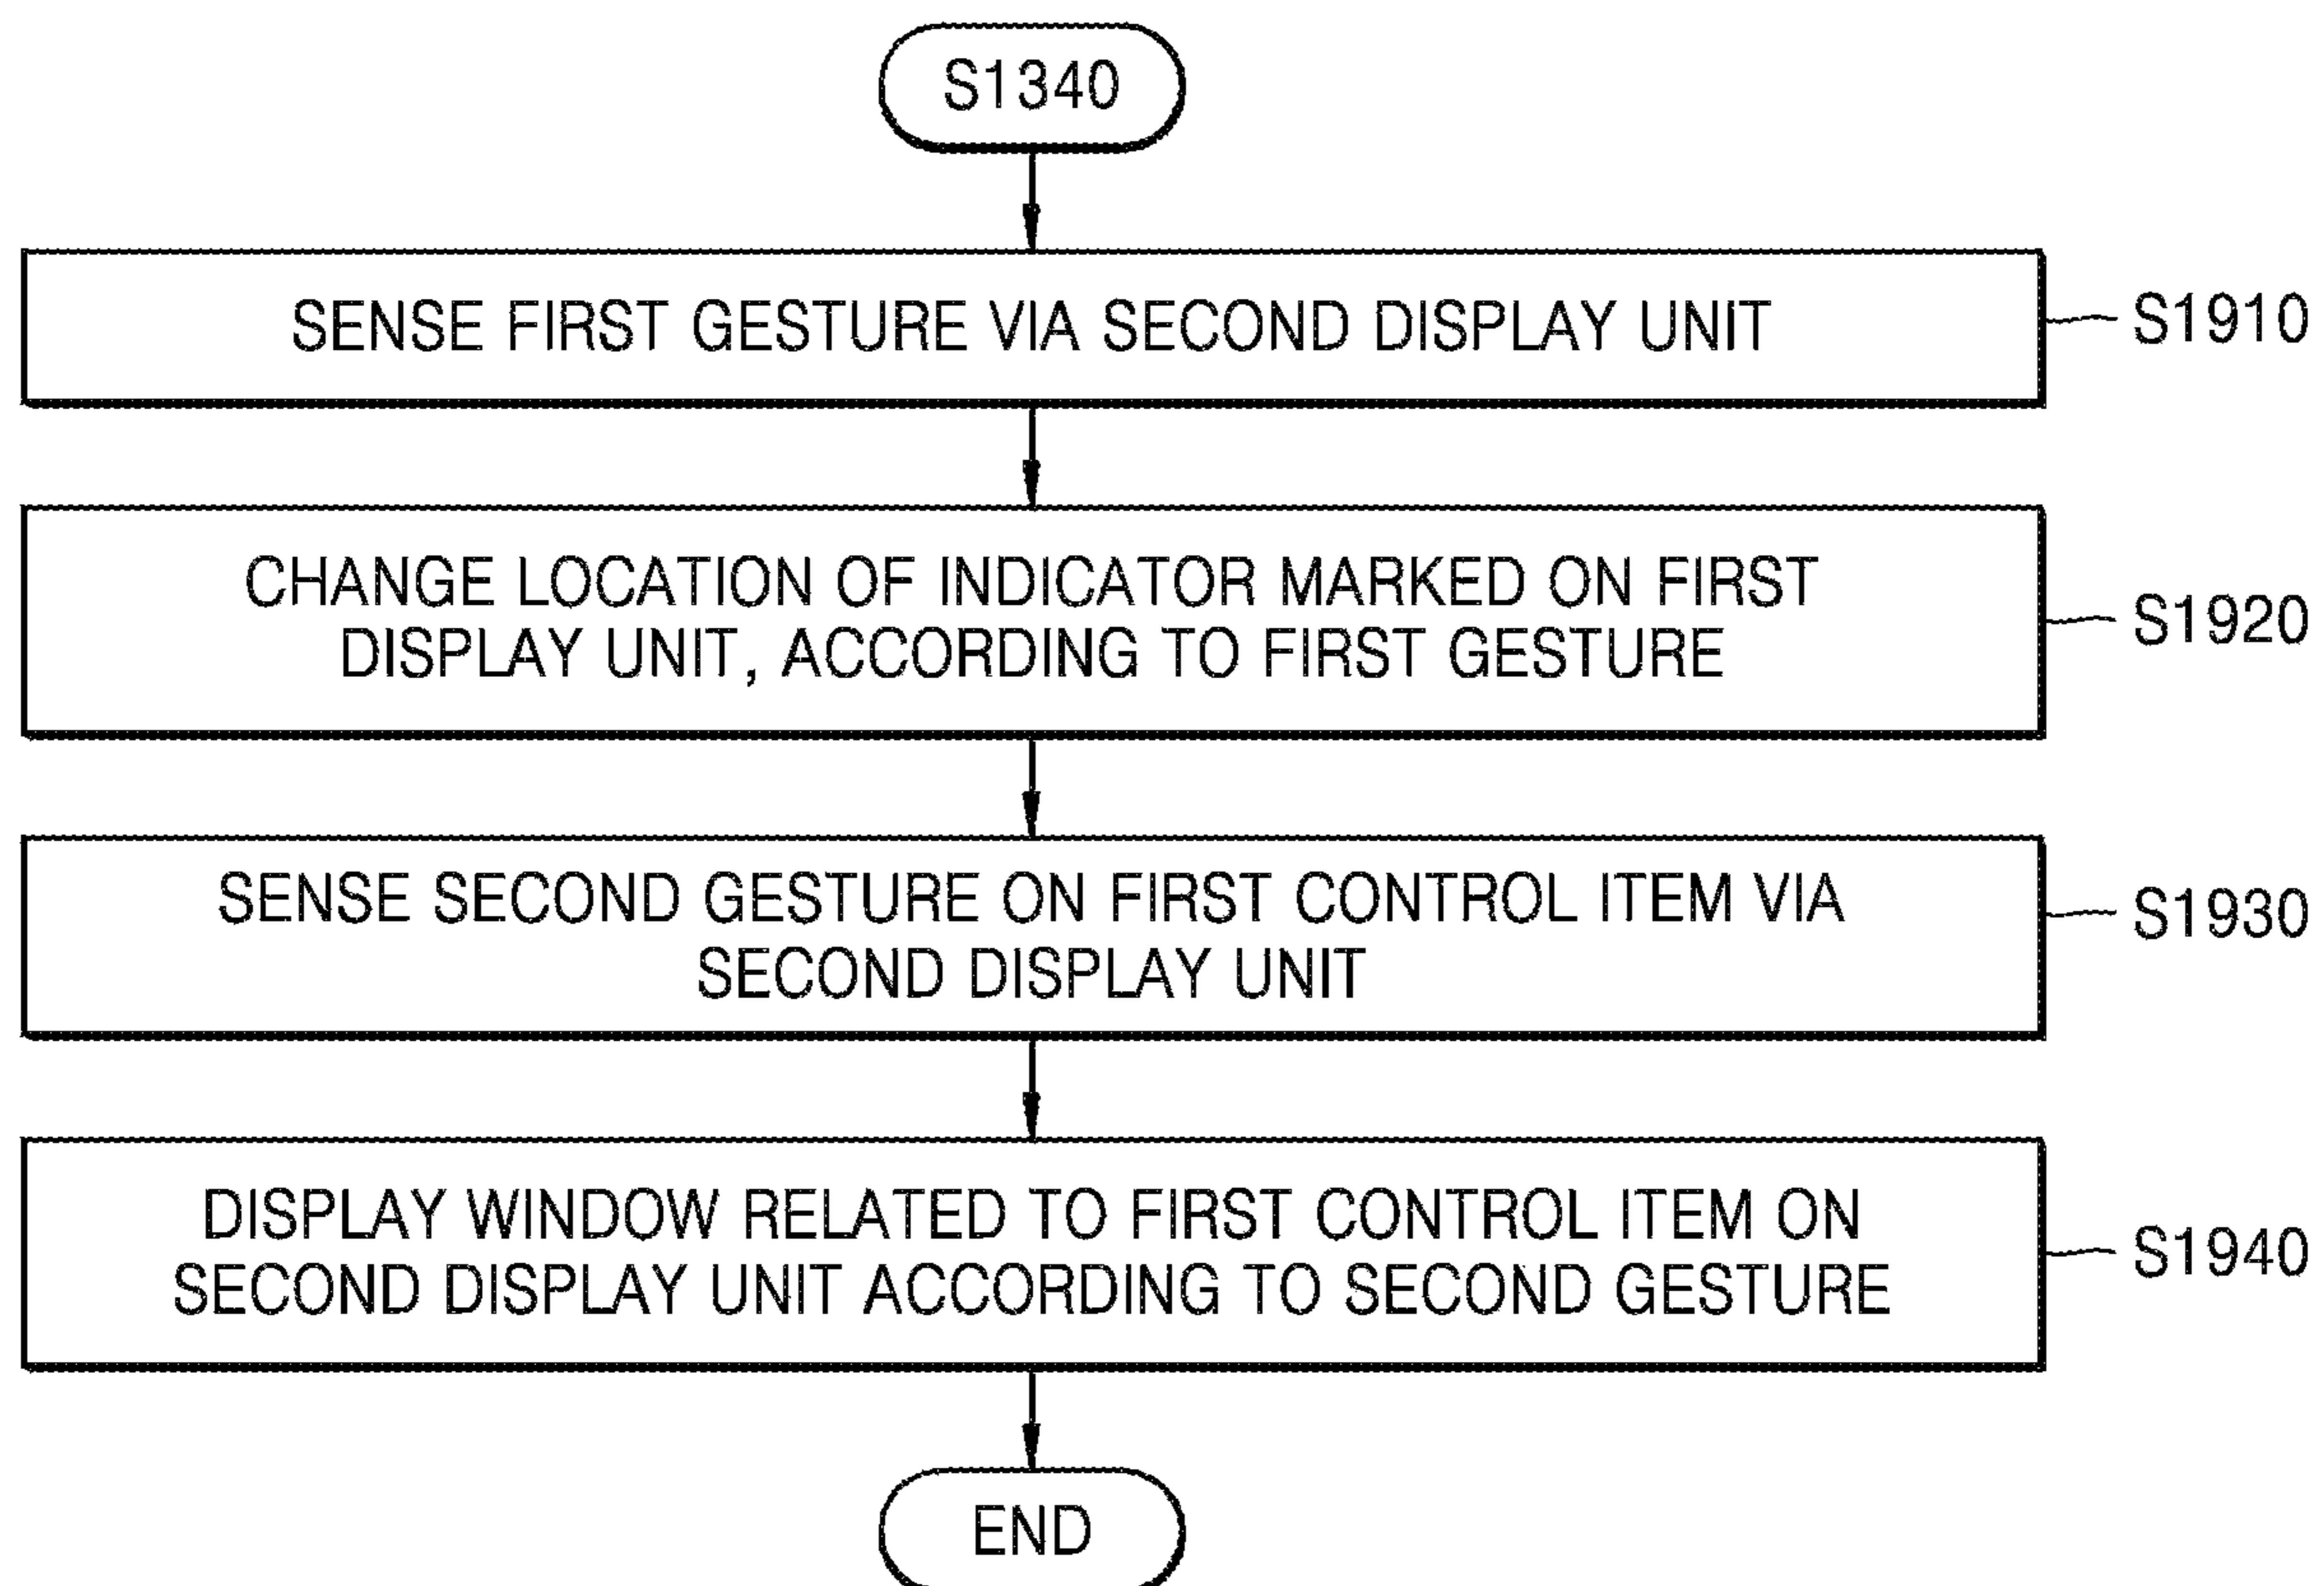 S1340
SENSE FIRST GESTURE VIA SECOND DISPLAY UNIT
S1910
CHANGE LOCATION OF INDICATOR MARKED ON FIRST
DISPLAY UNIT, ACCORDING TO FIRST GESTURE
S1920
SENSE SECOND GESTURE ON FIRST CONTROL ITEM VIA
SECOND DISPLAY UNIT
S1930
DISPLAY WINDOW RELATED TO FIRST CONTROL ITEM ON
SECOND DISPLAY UNIT ACCORDING TO SECOND GESTURE
S1940
END